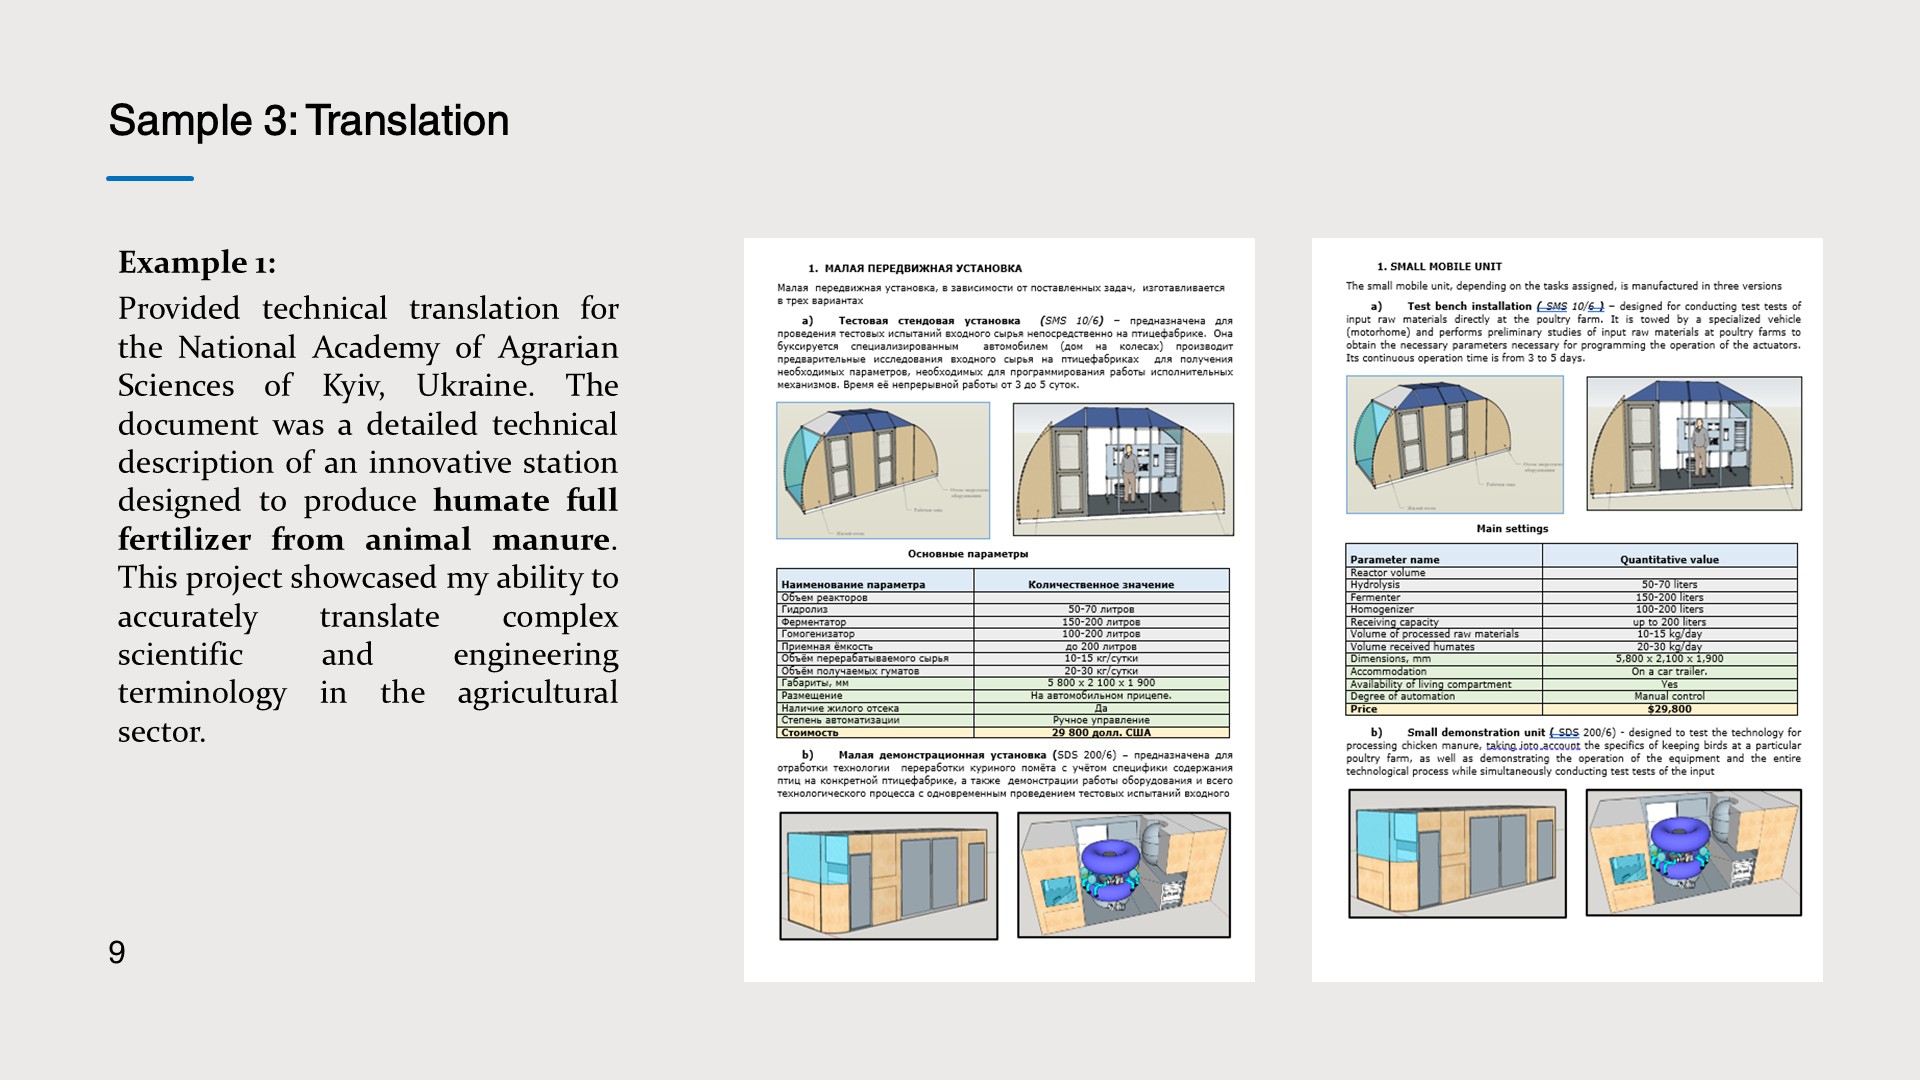 Sample 3: Translation
Example 1:
Provided technical translation for
the National Academy of Agrarian
Sciences of Kyiv, Ukraine. The
document was a detailed technical
description of an innovative station
designed to produce humate full
fertilizer from animal manure.
This project showcased my ability to
accurately translate complex
scientific and engineering
terminology in the agricultural
sector.
9
1. МАЛАЯ ПЕРЕДВИЖНАЯ УСТАНОВКА
Малая передвижная установка, в зависимости от поставленных задач, изготавливается
в трех вариантах
a) Тестовая стендовая установка (SMS 10/6) – предназначена для
проведения тестовых испытаний входного сырья непосредственно на птицефабрике. Она
буксируется специализированным автомобилем (дом на колесах) производит
предварительные исследования входного сырья на птицефабриках для получения
необходимых параметров, необходимых для программирования работы исполнительных
механизмов. Время её непрерывной работы от 3 до 5 суток.
Основные параметры
Наименование параметра Количественное значение
Объем реакторов
Гидролиз 50-70 литров
Ферментатор 150-200 литров
Гомогенизатор 100-200 литров
Приемная ёмкость до 200 литров
Объём перерабатываемого сырья 10-15 кг/сутки
Объём получаемых гуматов 20-30 кг/сутки
Габариты, мм 5 800 x 2 100 x 1 900
Размещение На автомобильном прицепе.
Наличие жилого отсека Да
Степень автоматизации Ручное управление
Стоимость 29 800 долл. США
b) Малая демонстрационная установка (SDS 200/6) – предназначена для
отработки технологии переработки куриного помёта с учётом специфики содержания
птиц на конкретной птицефабрике, а также демонстрации работы оборудования и всего
технологического процесса с одновременным проведением тестовых испытаний входного
1. SMALL MOBILE UNIT
The small mobile unit, depending on the tasks assigned, is manufactured in three versions
a) Test bench installation ( SMS 10/6 ) – designed for conducting test tests of
input raw materials directly at the poultry farm. It is towed by a specialized vehicle
(motorhome) and performs preliminary studies of input raw materials at poultry farms to
obtain the necessary parameters necessary for programming the operation of the actuators.
Its continuous operation time is from 3 to 5 days.
Main settings
Parameter name Quantitative value
Reactor volume
Hydrolysis 50-70 liters
Fermenter 150-200 liters
Homogenizer 100-200 liters
Receiving capacity up to 200 liters
Volume of processed raw materials 10-15 kg/day
Volume received humates 20-30 kg/day
Dimensions, mm 5,800 x 2,100 x 1,900
Accommodation On a car trailer.
Availability of living compartment Yes
Degree of automation Manual control
Price $29,800
b) Small demonstration unit ( SDS 200/6) - designed to test the technology for
processing chicken manure, taking into account the specifics of keeping birds at a particular
poultry farm, as well as demonstrating the operation of the equipment and the entire
technological process while simultaneously conducting test tests of the input